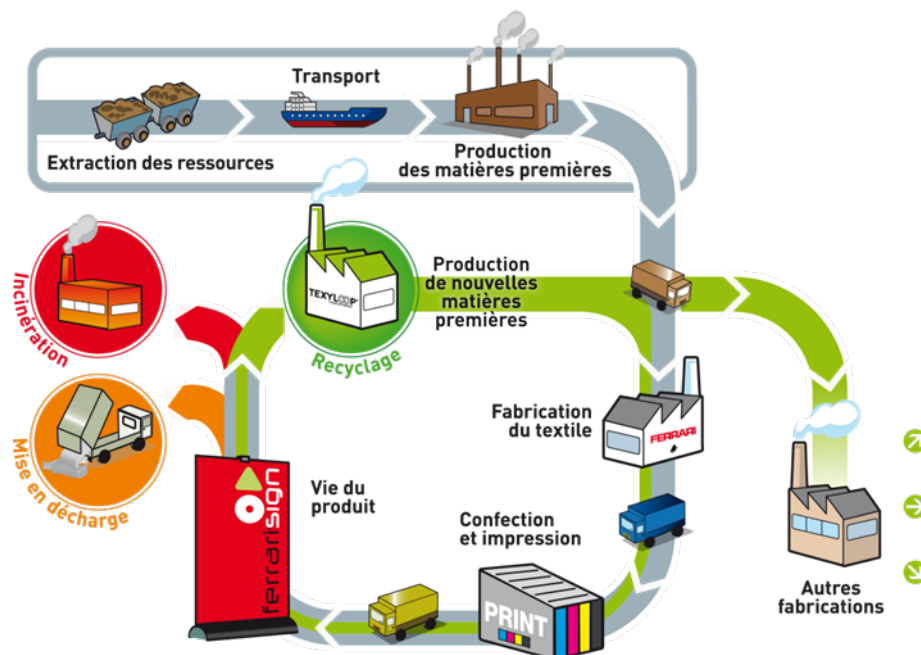 Transport
Extraction des ressources
Production
des matières premières
Incinération
TEXYLOOP
Recyclage
Production
de nouvelles
matières
premières
Mise en décharge
Fabrication
du textile
FERRARI
ferrarisign
Vie du
produit
Confection
et impression
PRINT
Autres
fabrications